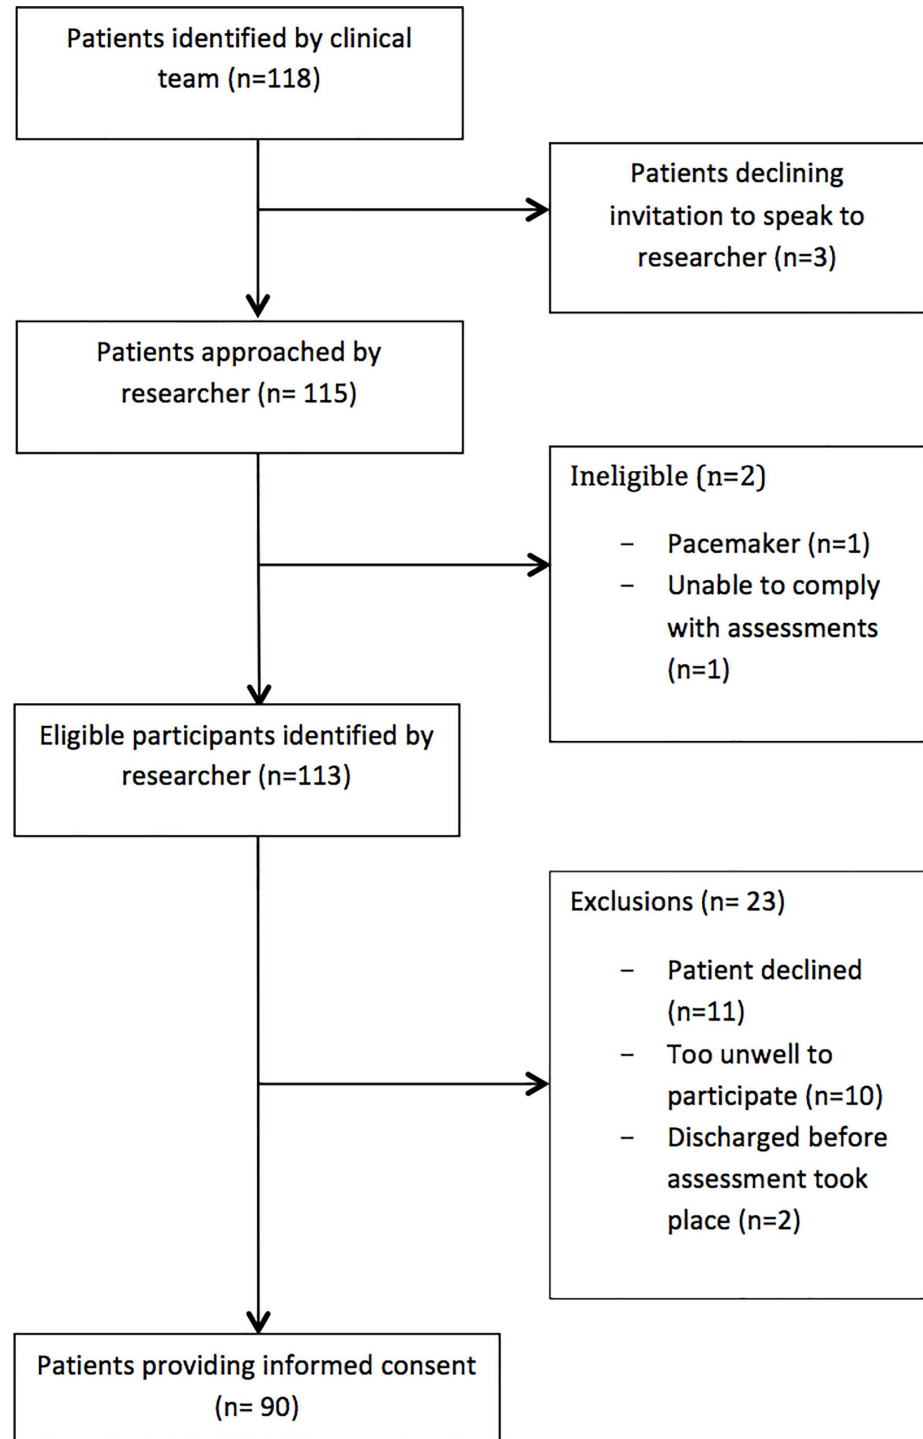 Patients identified by clinical
team (n=118)
Patients declining
invitation to speak to
researcher (n=3)
Patients approached by
researcher (n= 115)
Ineligible (n=2)
– Pacemaker (n=1)
– Unable to comply
with assessments
(n=1)
Eligible participants identified by
researcher (n=113)
Exclusions (n= 23)
– Patient declined
(n=11)
– Too unwell to
participate (n=10)
– Discharged before
assessment took
place (n=2)
Patients providing informed consent
(n= 90)